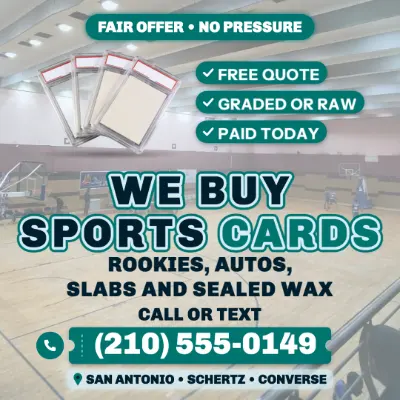 FAIR OFFER • NO PRESSURE
FREE QUOTE
GRADED OR RAW
PAID TODAY
WE BUY
SPORTS CARDS
ROOKIES, AUTOS,
SLABS AND SEALED WAX
CALL OR TEXT
(210) 555-0149
SAN ANTONIO • SCHERTZ • CONVERSE